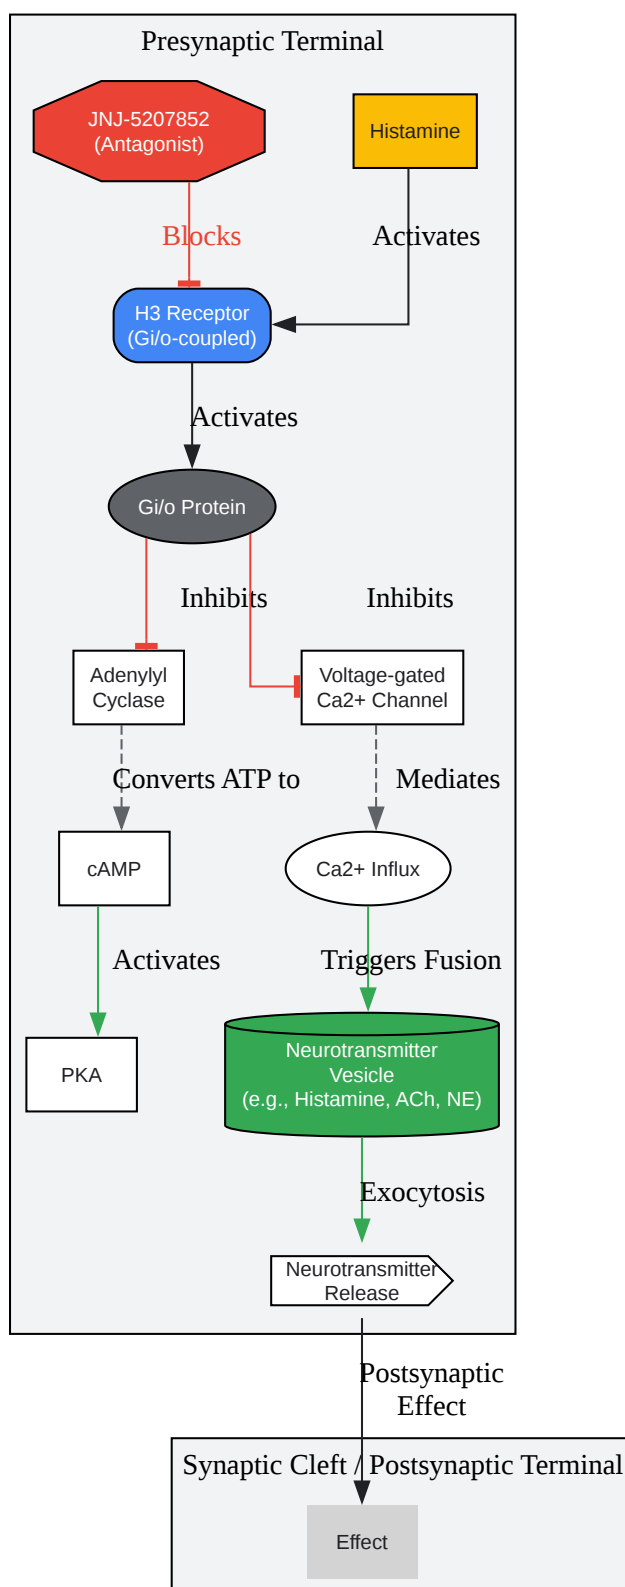 Presynaptic Terminal
JNJ-5207852
(Antagonist)
Histamine
Blocks
Activates
H3 Receptor
(Gi/o-coupled)
Activates
Gi/o Protein
Inhibits
Inhibits
Adenylyl
Cyclase
Voltage-gated
Ca2+ Channel
Converts ATP to
Mediates
cAMP
Ca2+ Influx
Activates
Triggers Fusion
PKA
Neurotransmitter
Vesicle
(e.g., Histamine, ACh, NE)
Exocytosis
Neurotransmitter
Release
Postsynaptic
Effect
Synaptic Cleft / Postsynaptic Terminal
Effect